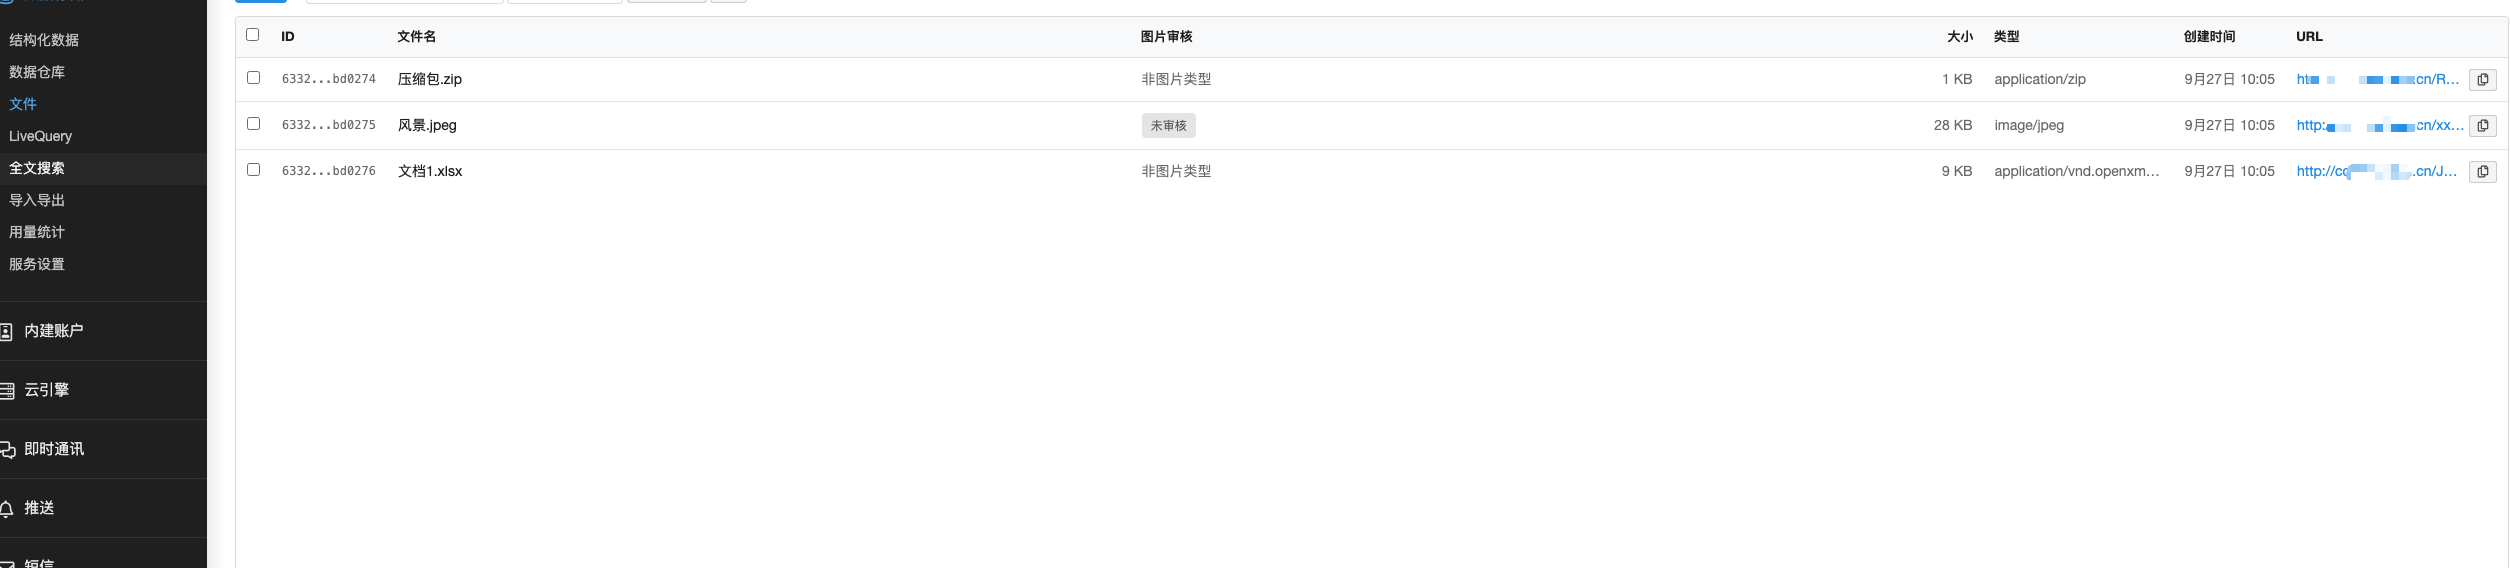 结构化数据
数据仓库
文件
LiveQuery
全文搜索
导入导出
用量统计
服务设置
内建账户
云引擎
即时通讯
推送
短信
ID 文件名 图片审核 大小 类型 创建时间 URL
6332...bd0274 压缩包.zip 非图片类型 1 KB application/zip 9月27日 10:05 ht .cn/R...
6332...bd0275 风景.jpeg 未审核 28 KB image/jpeg 9月27日 10:05 http: cn/xx...
6332...bd0276 文档1.xlsx 非图片类型 9 KB application/vnd.openxm... 9月27日 10:05 http://cc .cn/J...